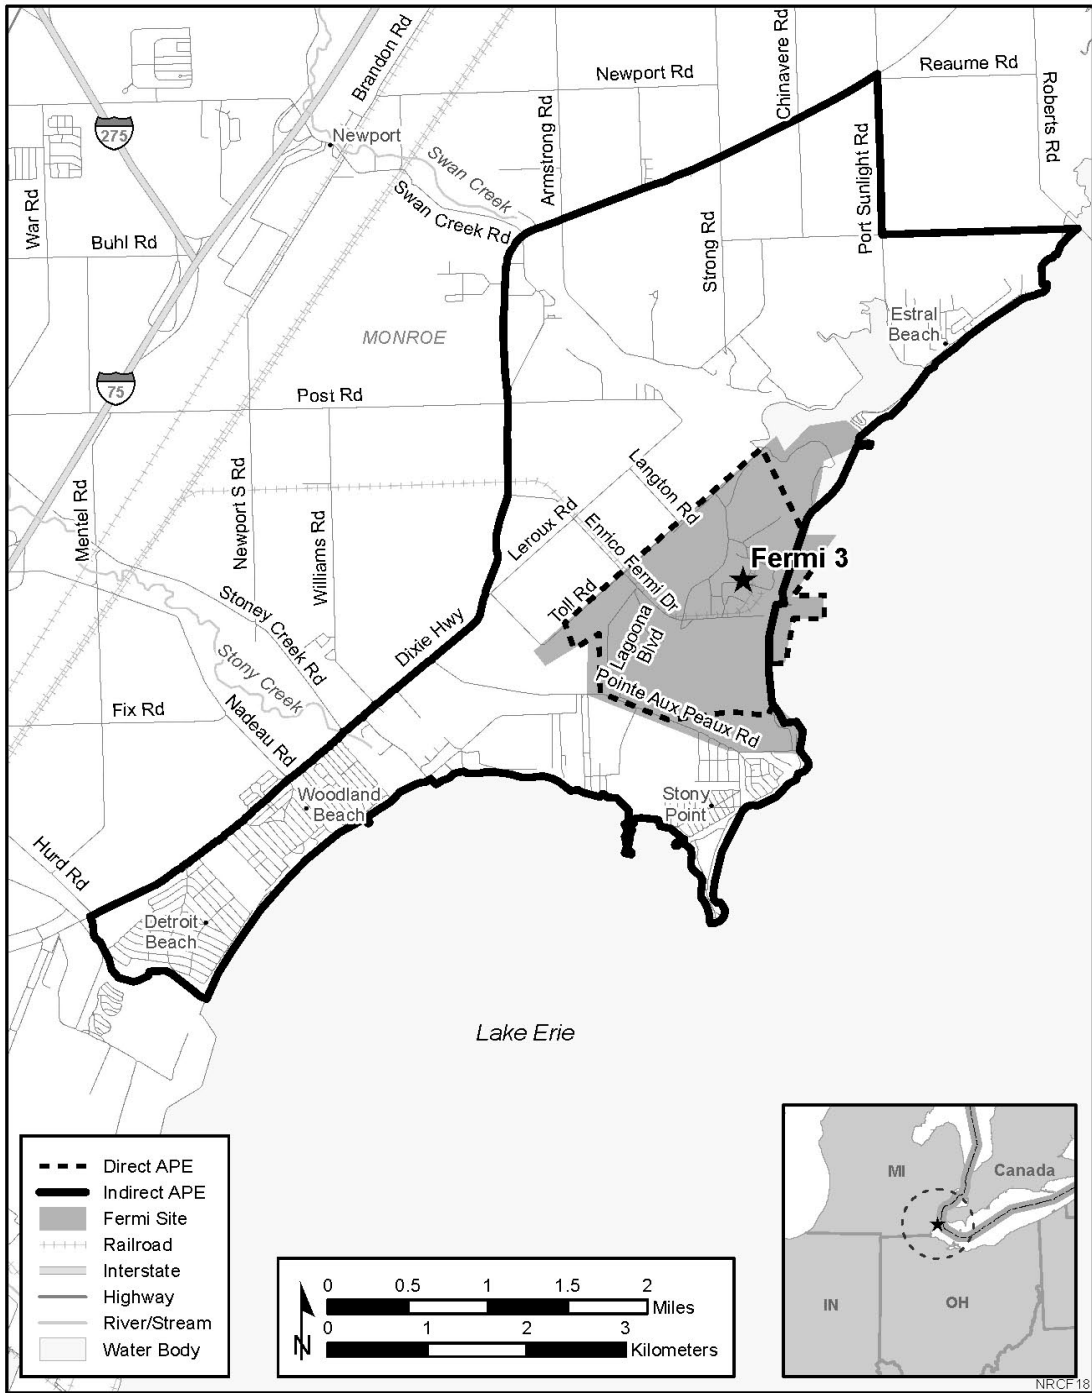 Brandon Rd
Newport Rd
Chinavere Rd
Reaume Rd
Roberts Rd
275
Newport
Armstrong Rd
Swan Creek
Swan Creek Rd
Port Sunlight Rd
War Rd
Buhl Rd
Strong Rd
MONROE
Estral
Beach
75
Post Rd
Mentel Rd
Newport S Rd
Williams Rd
Langton Rd
Leroux Rd
Enrico Fermi Dr
Fermi 3
Toll Rd
Lagoona
Blvd
Stoney Creek Rd
Stony Creek
Dixie Hwy
Pointe Aux Peaux Rd
Fix Rd
Nadeau Rd
Woodland
Beach
Stony
Point
Hurd Rd
Detroit
Beach
Lake Erie
Direct APE
Indirect APE
Fermi Site
Railroad
Interstate
Highway
River/Stream
Water Body
N
0 0.5 1 1.5 2
Miles
0 1 2 3
Kilometers
MI
Canada
IN
OH
NRCF18